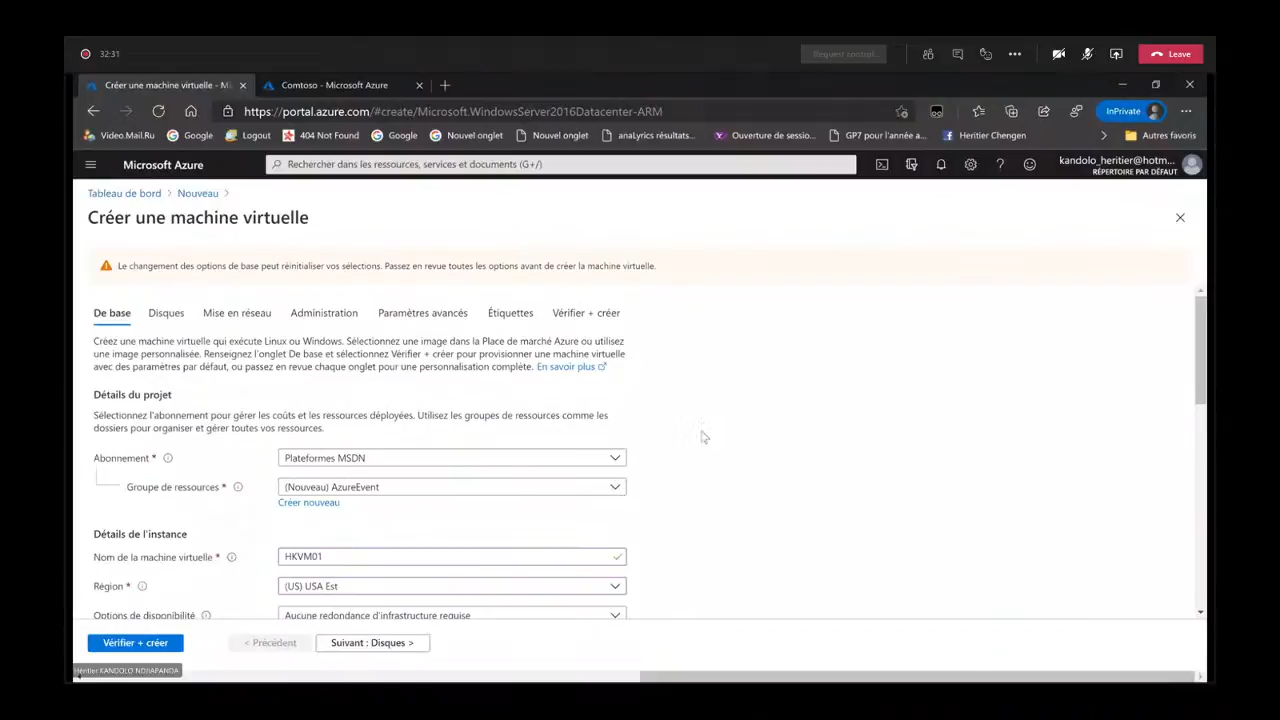 32:31
Request control
Leave
Créer une machine virtuelle - Mi
Comtoso - Microsoft Azure
https://portal.azure.com/#create/Microsoft.WindowsServer2016Datacenter-ARM
InPrivate
Video.Mail.Ru
Google
Logout
404 Not Found
Google
Nouvel onglet
Nouvel onglet
anaLyrics résultats...
Ouverture de sessio...
GP7 pour l'année a...
Heritier Chengen
Autres favoris
Microsoft Azure
Rechercher dans les ressources, services et documents (G+/)
kandolo_heritier@hotm...
RÉPERTOIRE PAR DÉFAUT
Tableau de bord > Nouveau >
Créer une machine virtuelle
Le changement des options de base peut réinitialiser vos sélections. Passez en revue toutes les options avant de créer la machine virtuelle.
De base Disques Mise en réseau Administration Paramètres avancés Étiquettes Vérifier + créer
Créez une machine virtuelle qui exécute Linux ou Windows. Sélectionnez une image dans la Place de marché Azure ou utilisez
une image personnalisée. Renseignez l'onglet De base et sélectionnez Vérifier + créer pour provisionner une machine virtuelle
avec des paramètres par défaut, ou passez en revue chaque onglet pour une personnalisation complète. En savoir plus
Détails du projet
Sélectionnez l'abonnement pour gérer les coûts et les ressources déployées. Utilisez les groupes de ressources comme les
dossiers pour organiser et gérer toutes vos ressources.
Abonnement *
Plateformes MSDN
Groupe de ressources *
(Nouveau) AzureEvent
Créer nouveau
Détails de l'instance
Nom de la machine virtuelle *
HKVM01
Région *
(US) USA Est
Options de disponibilité
Aucune redondance d'infrastructure requise
Vérifier + créer
< Précédent
Suivant : Disques >
Héritier KANDOLO